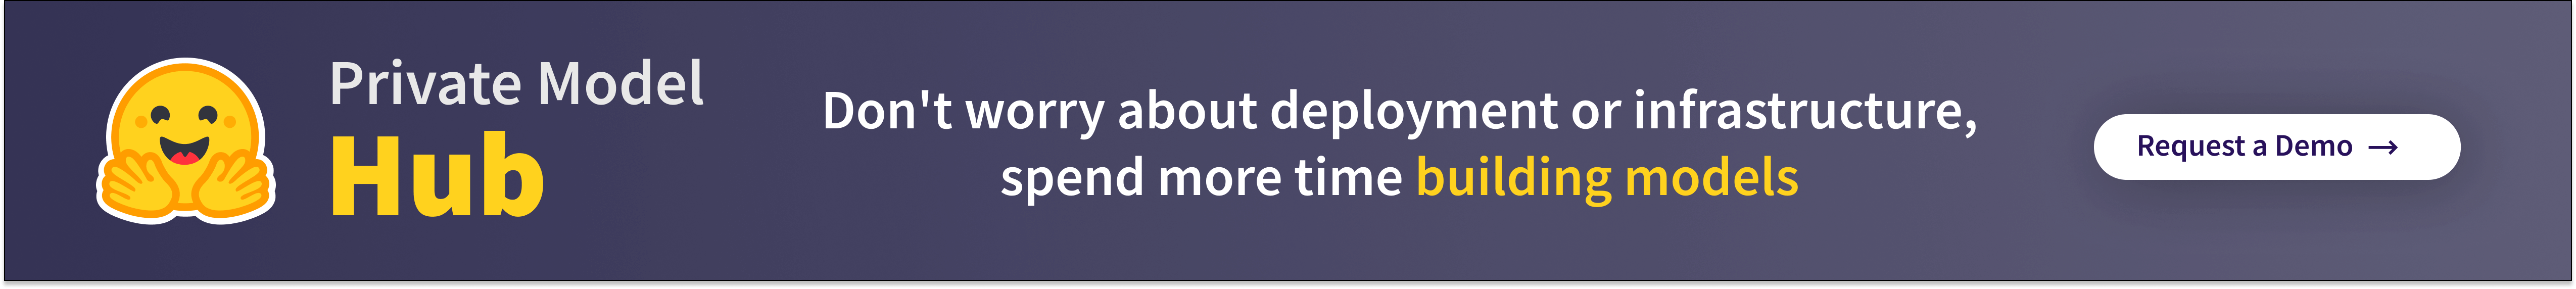 Private Model
Hub
Don't worry about deployment or infrastructure,
spend more time building models
Request a Demo →